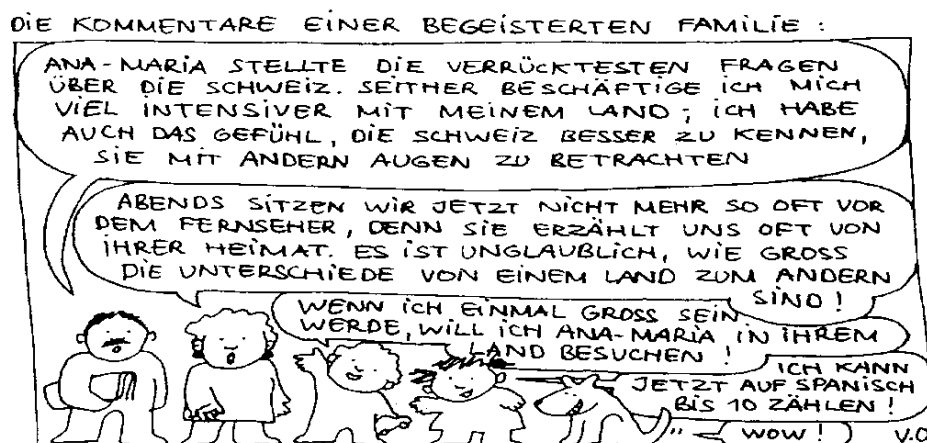 DIE KOMMENTARE EINER BEGEISTERTEN FAMILIE :
ANA-MARIA STELLTE DIE VERRÜCKTESTEN FRAGEN
ÜBER DIE SCHWEIZ. SEITHER BESCHÄFTIGE ICH MICH
VIEL INTENSIVER MIT MEINEM LAND ; ICH HABE
AUCH DAS GEFÜHL, DIE SCHWEIZ BESSER ZU KENNEN,
SIE MIT ANDERN AUGEN ZU BETRACHTEN
ABENDS SITZEN WIR JETZT NICHT MEHR SO OFT VOR
DEM FERNSEHER, DENN SIE ERZÄHLT UNS OFT VON
IHRER HEIMAT. ES IST UNGLAUBLICH, WIE GROSS
DIE UNTERSCHIEDE VON EINEM LAND ZUM ANDERN
SIND !
WENN ICH EINMAL GROSS SEIN
WERDE, WILL ICH ANA-MARIA IN IHREM
LAND BESUCHEN !
ICH KANN
JETZT AUF SPANISCH
BIS 10 ZÄHLEN !
WOW !
V.O